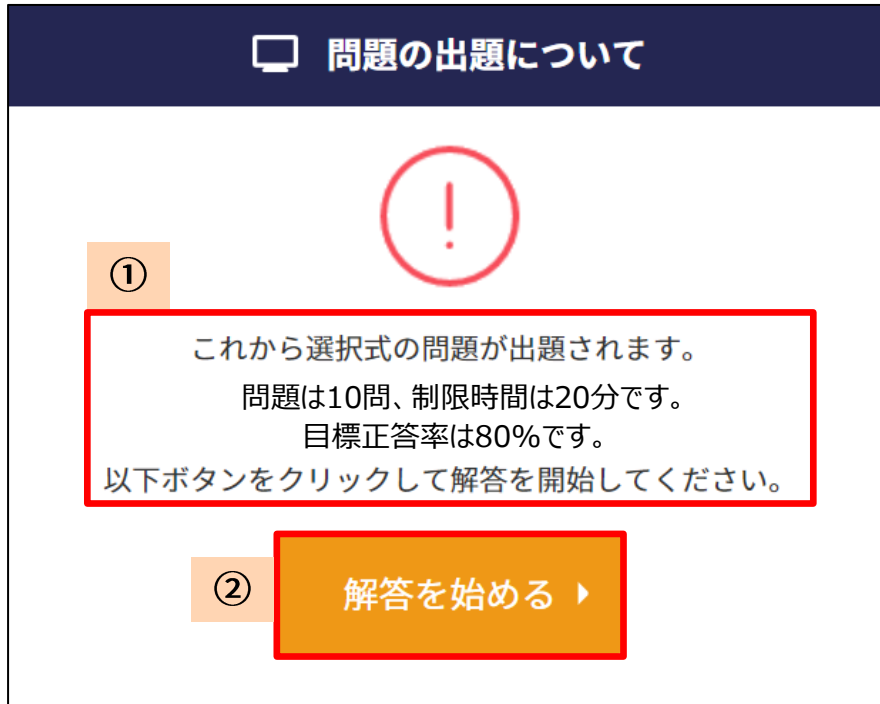 問題の出題について
①
これから選択式の問題が出題されます。
問題は10問、制限時間は20分です。
目標正答率は80%です。
以下ボタンをクリックして解答を開始してください。
②
解答を始める